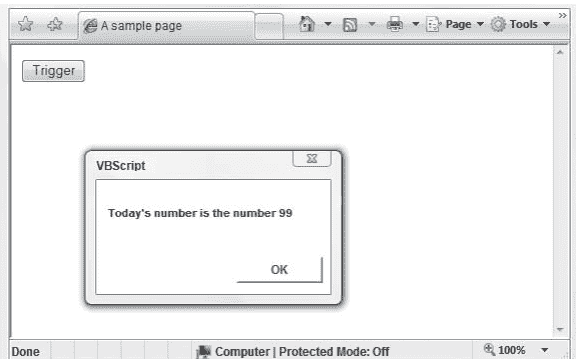 A sample page
Page
Tools
»
Trigger
VBScript
Today's number is the number 99
OK
Done
Computer | Protected Mode: Off
100%